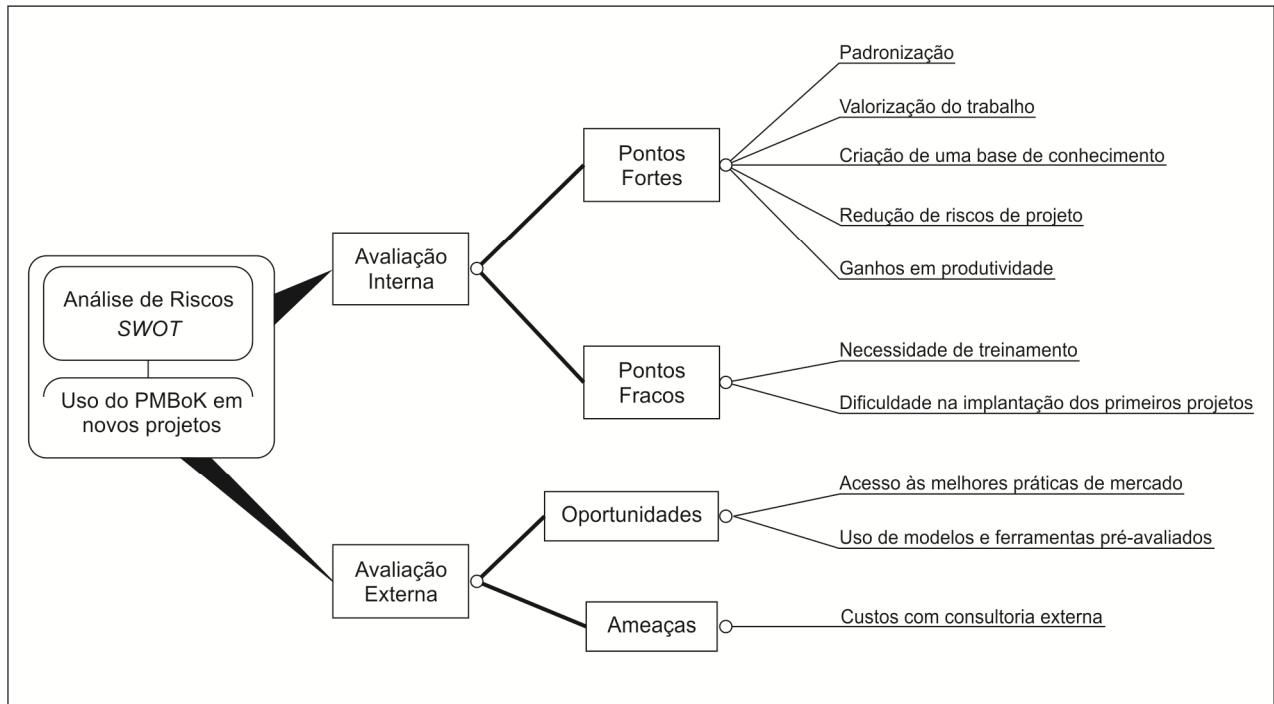 Análise de Riscos
SWOT
Uso do PMBoK em
novos projetos
Avaliação
Interna
Pontos
Fortes
Padronização
Valorização do trabalho
Criação de uma base de conhecimento
Redução de riscos de projeto
Ganhos em produtividade
Pontos
Fracos
Necessidade de treinamento
Dificuldade na implantação dos primeiros projetos
Avaliação
Externa
Oportunidades
Acesso às melhores práticas de mercado
Uso de modelos e ferramentas pré-avaliados
Ameaças
Custos com consultoria externa